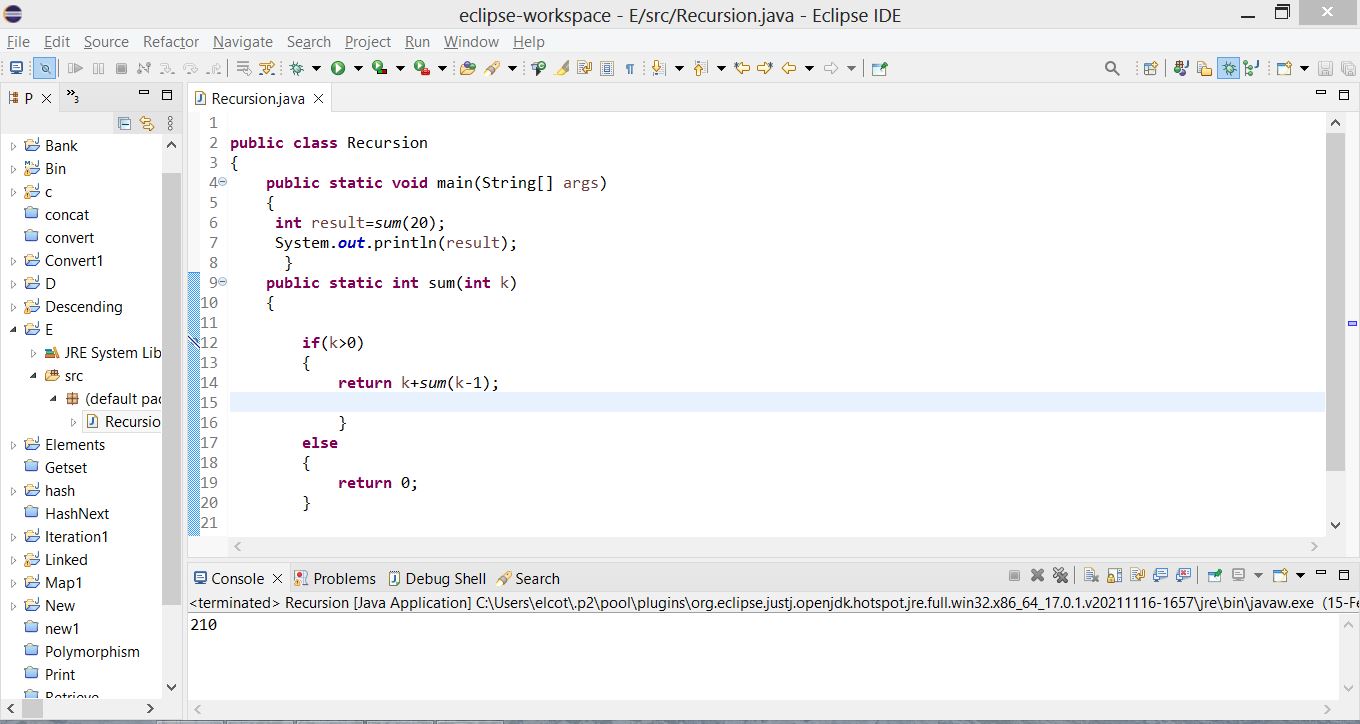 eclipse-workspace - E/src/Recursion.java - Eclipse IDE
File Edit Source Refactor Navigate Search Project Run Window Help
P
3
Recursion.java
Bank
Bin
c
concat
convert
Convert1
D
Descending
E
JRE System Lib
src
(default pac
Recursio
Elements
Getset
hash
HashNext
Iteration1
Linked
Map1
New
new1
Polymorphism
Print
Retrieve
1
2 public class Recursion
3 {
4 public static void main(String[] args)
5 {
6 int result=sum(20);
7 System.out.println(result);
8 }
9 public static int sum(int k)
10 {
11
12 if(k>0)
13 {
14 return k+sum(k-1);
15
16 }
17 else
18 {
19 return 0;
20 }
21
Console Problems Debug Shell Search
<terminated> Recursion [Java Application] C:\Users\elcot\.p2\pool\plugins\org.eclipse.justj.openjdk.hotspot.jre.full.win32.x86_64_17.0.1.v20211116-1657\jre\bin\javaw.exe (15-Fe
210